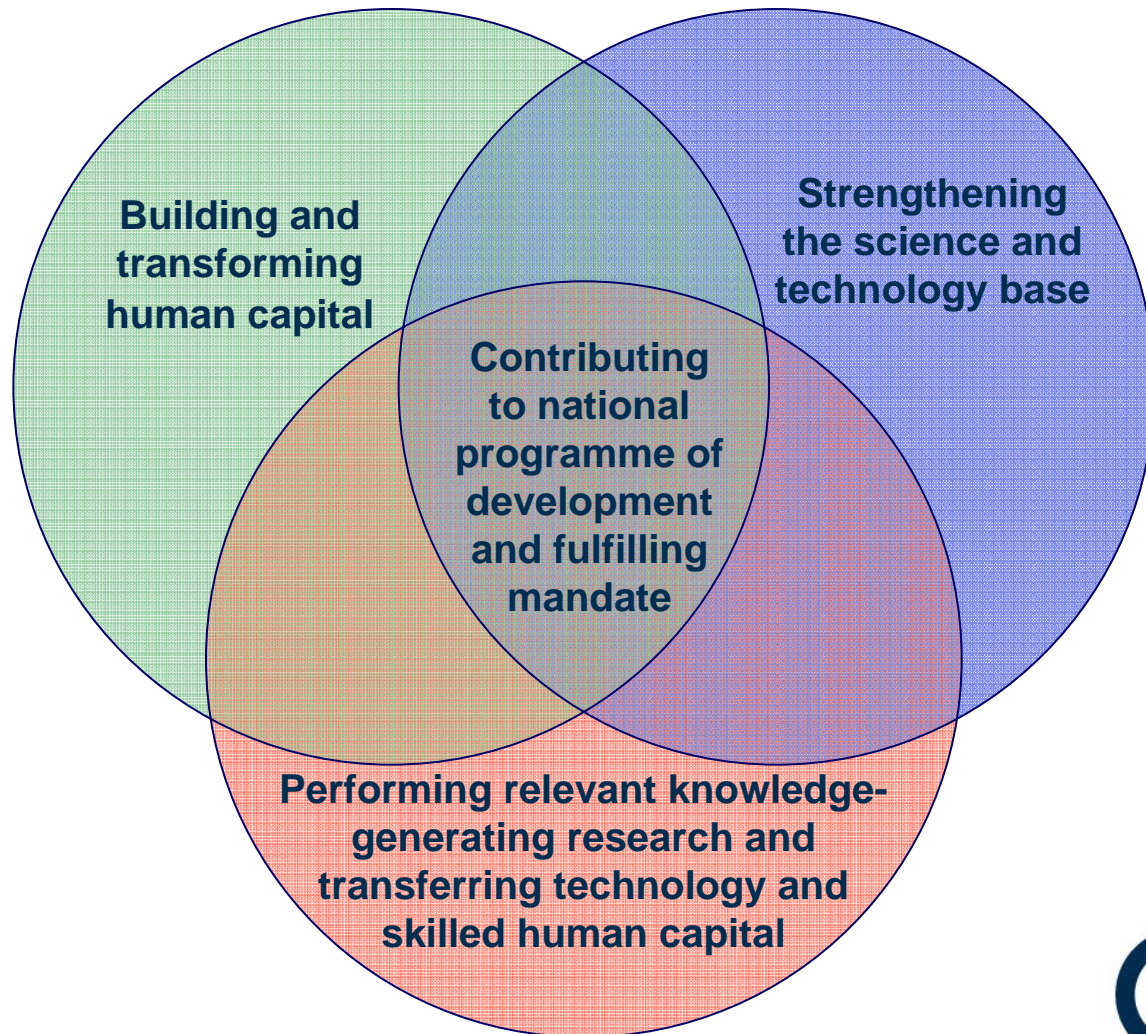 Building and
transforming
human capital
Strengthening
the science and
technology base
Contributing
to national
programme of
development
and fulfilling
mandate
Performing relevant knowledge-
generating research and
transferring technology and
skilled human capital